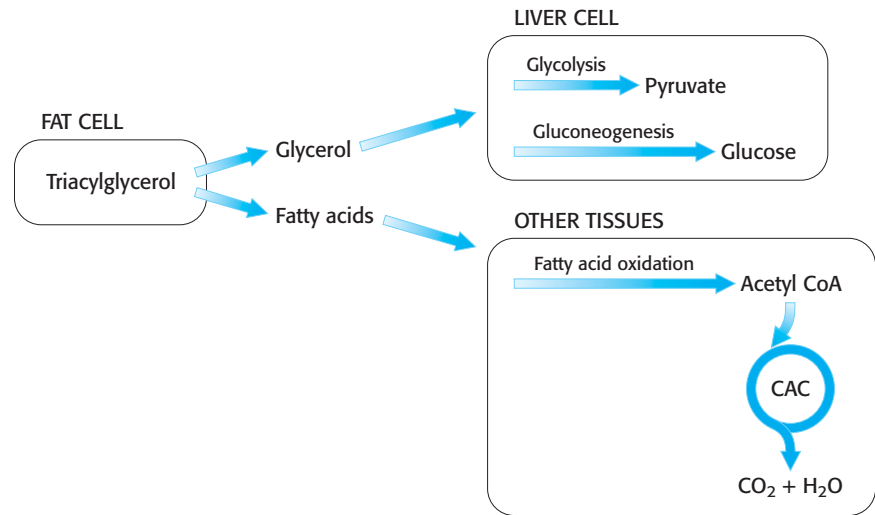 LIVER CELL
Glycolysis
Pyruvate
Gluconeogenesis
Glucose
FAT CELL
Triacylglycerol
Glycerol
Fatty acids
OTHER TISSUES
Fatty acid oxidation
Acetyl CoA
CAC
CO₂ + H₂O